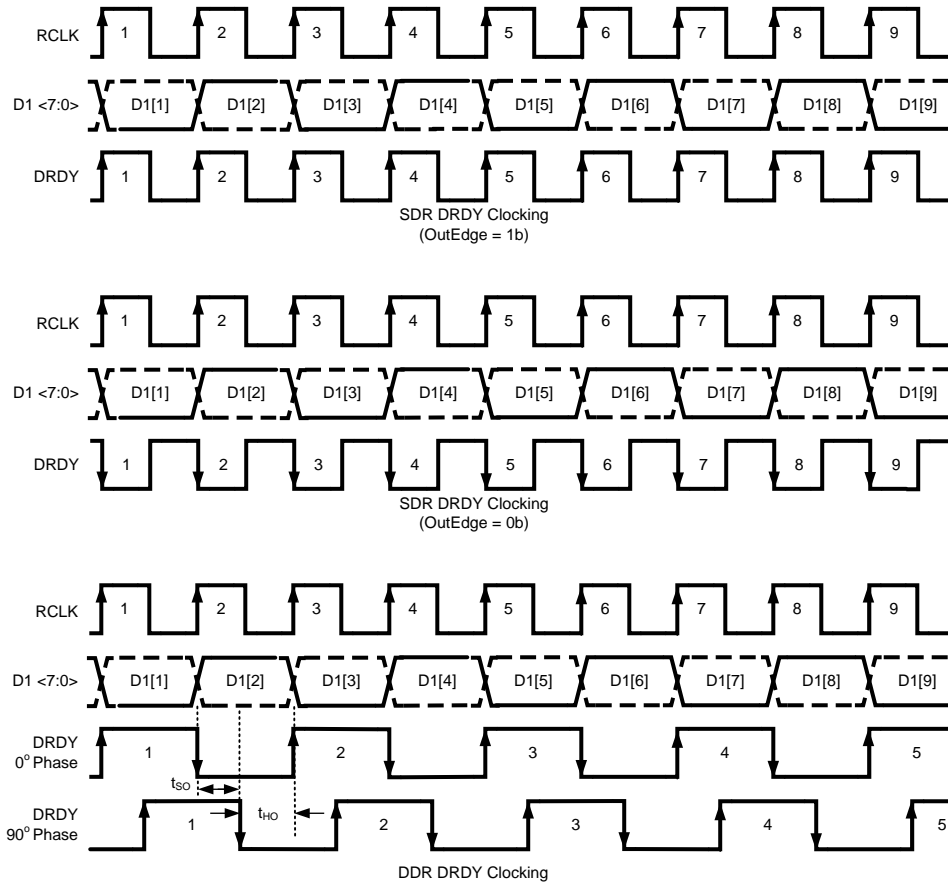 RCLK 1 2 3 4 5 6 7 8 9
D1 <7:0> D1[1] D1[2] D1[3] D1[4] D1[5] D1[6] D1[7] D1[8] D1[9]
DRDY 1 2 3 4 5 6 7 8 9
SDR DRDY Clocking
(OutEdge = 1b)
RCLK 1 2 3 4 5 6 7 8 9
D1 <7:0> D1[1] D1[2] D1[3] D1[4] D1[5] D1[6] D1[7] D1[8] D1[9]
DRDY 1 2 3 4 5 6 7 8 9
SDR DRDY Clocking
(OutEdge = 0b)
RCLK 1 2 3 4 5 6 7 8 9
D1 <7:0> D1[1] D1[2] D1[3] D1[4] D1[5] D1[6] D1[7] D1[8] D1[9]
DRDY
0° Phase 1 2 3 4 5
tSO
tHO
DRDY
90° Phase 1 2 3 4 5
DDR DRDY Clocking